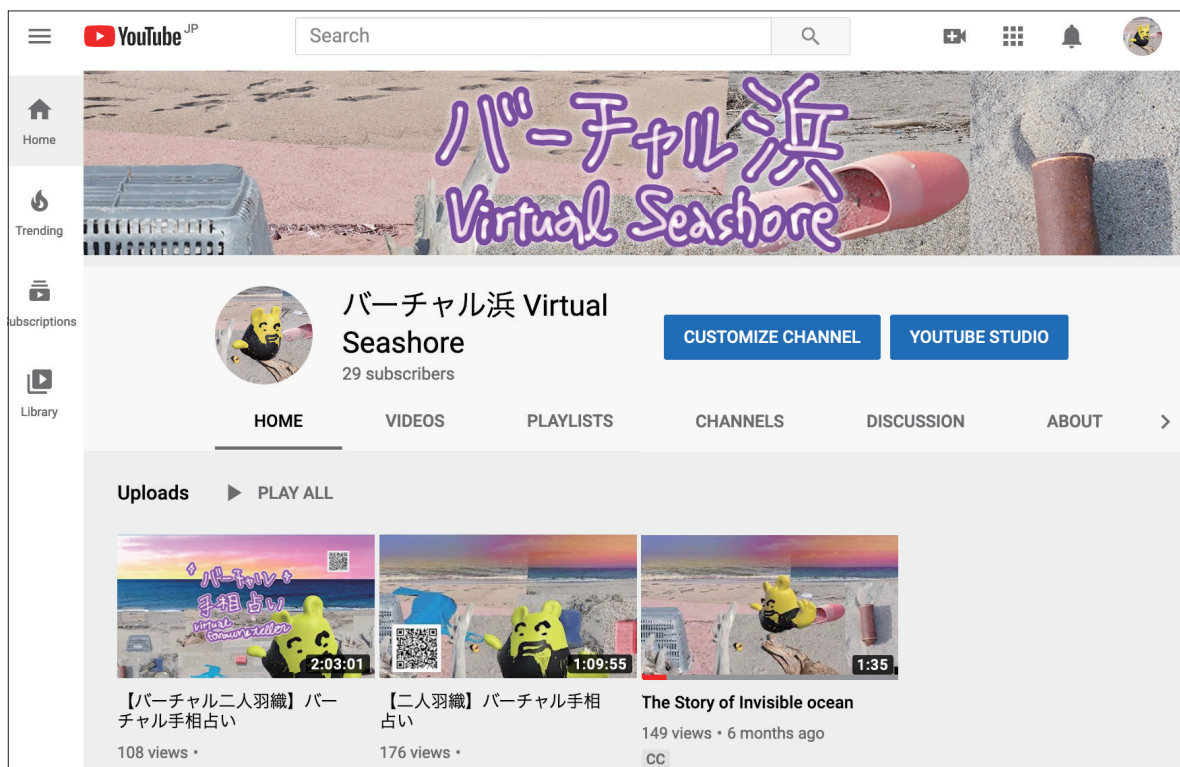 YouTube JP
Search
Home
Trending
ubscriptions
Library
バーチャル浜
Virtual Seashore
バーチャル浜 Virtual
Seashore
29 subscribers
CUSTOMIZE CHANNEL
YOUTUBE STUDIO
HOME
VIDEOS
PLAYLISTS
CHANNELS
DISCUSSION
ABOUT
Uploads
PLAY ALL
バーチャル
手相占い
virtual
fortune teller
2:03:01
【バーチャル二人羽織】バー
チャル手相占い
108 views •
1:09:55
【二人羽織】バーチャル手相
占い
176 views •
1:35
The Story of Invisible ocean
149 views • 6 months ago
CC